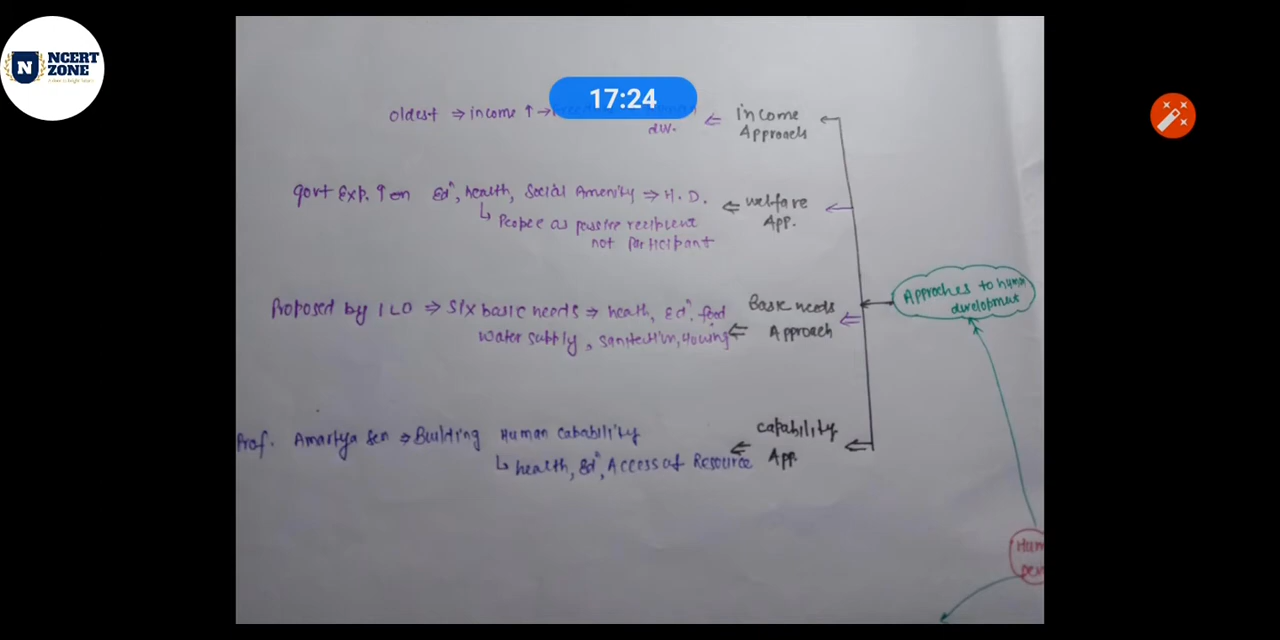 NCERT
ZONE
17:24
oldest ⇒ income ↑ →
dev.
⇐ income
Approach
Govt Exp. ↑ on Edⁿ, health, Social Amenity ⇒ H. D.
↳ People as passive recipient
not participant
⇐ welfare
App.
Proposed by ILO ⇒ Six basic needs ⇒ health, Edⁿ. food
water supply, sanitation, Housing
⇐ Basic needs
Approach
Prof. Amartya Sen ⇒ Building Human Capability
↳ health, Edⁿ, Access of Resource
⇐ capability
App.
Approaches to human
development